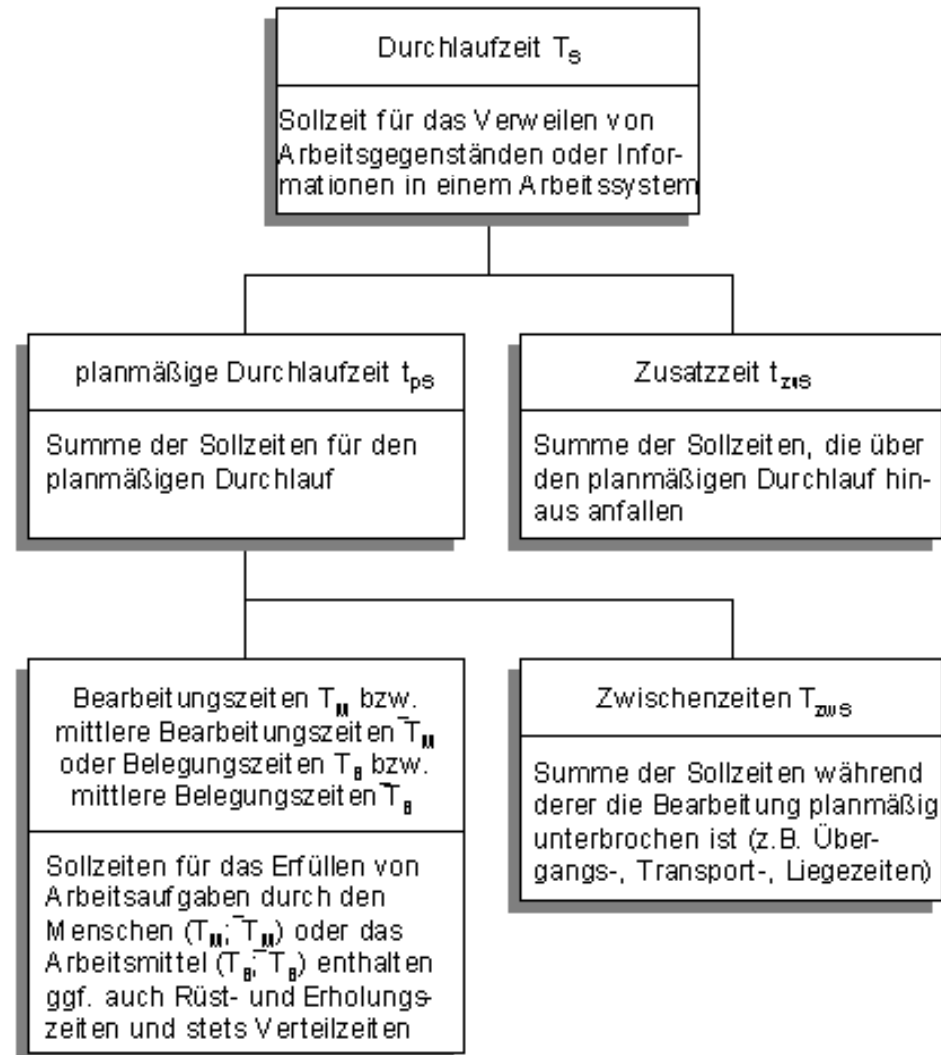 Durchlaufzeit T_S
Sollzeit für das Verweilen von
Arbeitsgegenständen oder Infor-
mationen in einem Arbeitssystem
planmäßige Durchlaufzeit t_pS
Summe der Sollzeiten für den
planmäßigen Durchlauf
Zusatzzeit t_zuS
Summe der Sollzeiten, die über
den planmäßigen Durchlauf hin-
aus anfallen
Bearbeitungszeiten T_M bzw.
mittlere Bearbeitungszeiten T̅_M
oder Belegungszeiten T_B bzw.
mittlere Belegungszeiten T̅_B
Sollzeiten für das Erfüllen von
Arbeitsaufgaben durch den
Menschen (T_M; T̅_M) oder das
Arbeitsmittel (T_B; T̅_B) enthalten
ggf. auch Rüst- und Erholungs-
zeiten und stets Verteilzeiten
Zwischenzeiten T_zwS
Summe der Sollzeiten während
derer die Bearbeitung planmäßig
unterbrochen ist (z.B. Über-
gangs-, Transport-, Liegezeiten)